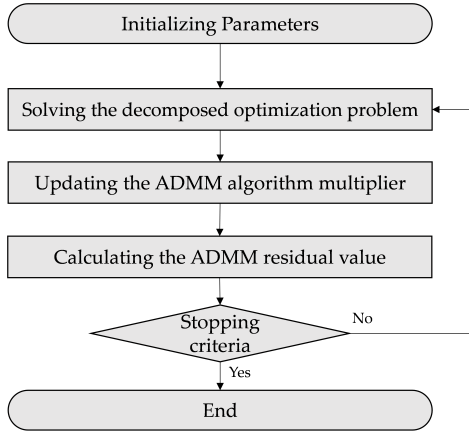 Initializing Parameters
Solving the decomposed optimization problem
Updating the ADMM algorithm multiplier
Calculating the ADMM residual value
Stopping
criteria
No
Yes
End